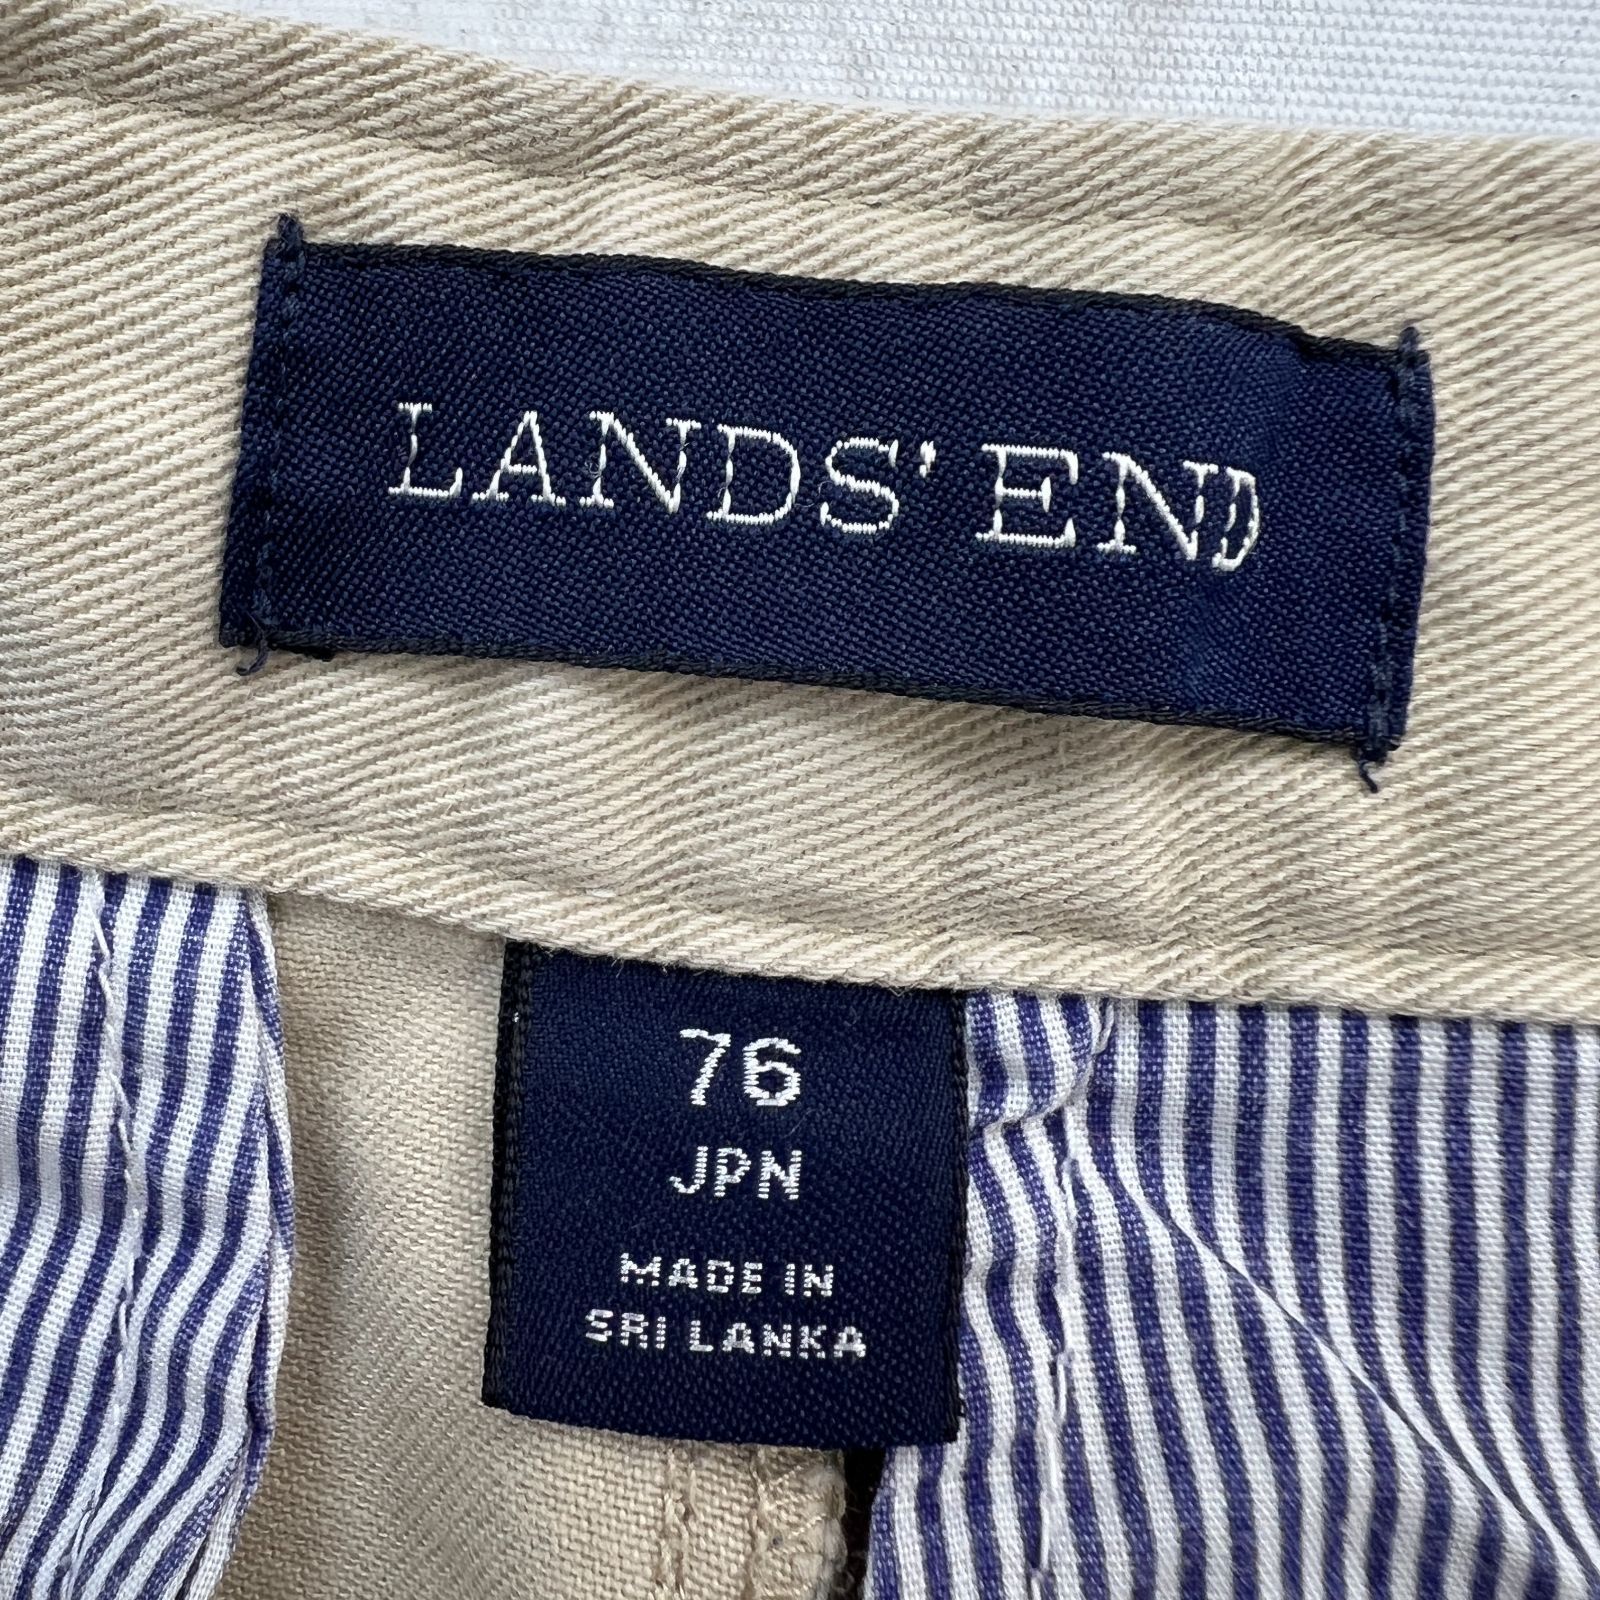 LANDS' END
76
JPN
MADE IN
SRI LANKA